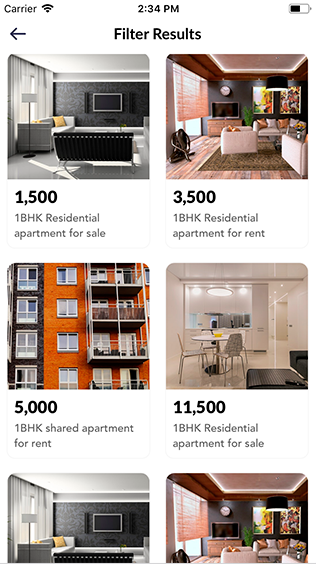 Carrier 2:34 PM
Filter Results
1,500
1BHK Residential
apartment for sale
3,500
1BHK Residential
apartment for rent
5,000
1BHK shared apartment
for rent
11,500
1BHK Residential
apartment for sale